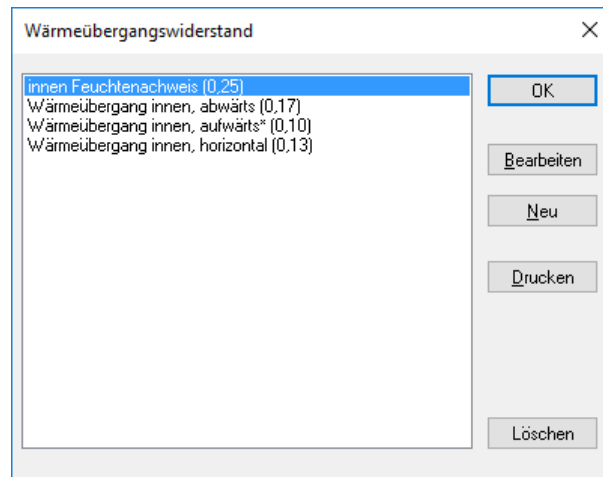 Wärmeübergangswiderstand
innen Feuchtenachweis (0,25)
Wärmeübergang innen, abwärts (0,17)
Wärmeübergang innen, aufwärts* (0,10)
Wärmeübergang innen, horizontal (0,13)
OK
Bearbeiten
Neu
Drucken
Löschen